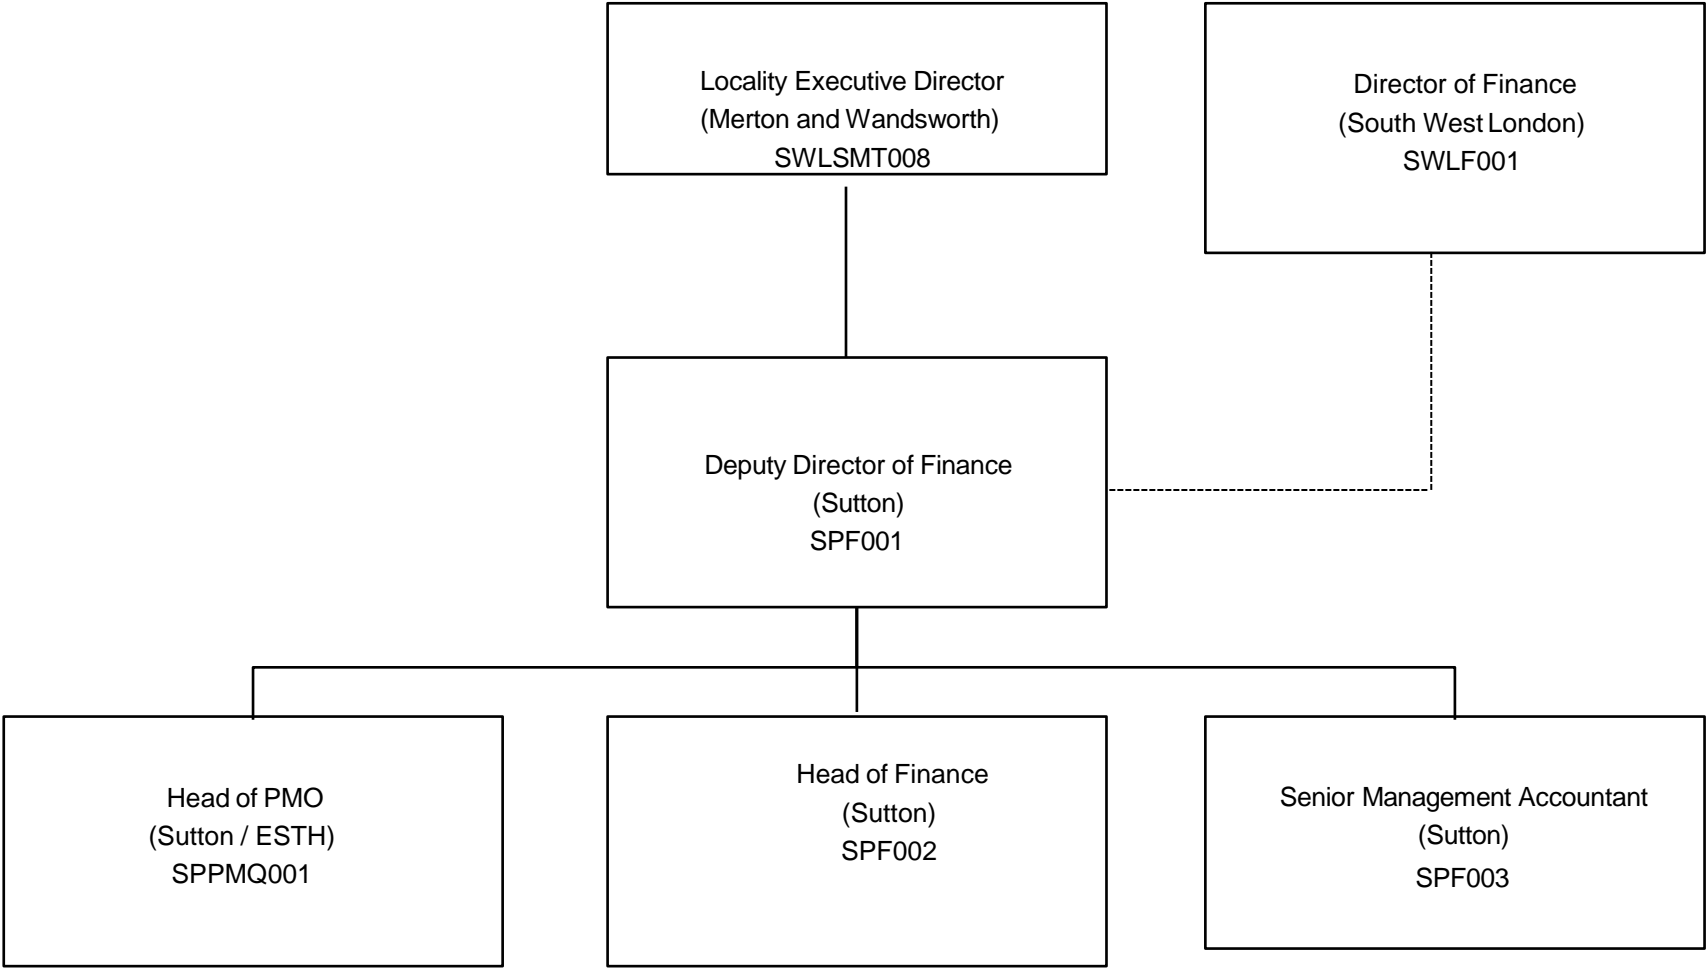 Locality Executive Director
(Merton and Wandsworth)
SWLSMT008
Director of Finance
(South West London)
SWLF001
Deputy Director of Finance
(Sutton)
SPF001
Head of PMO
(Sutton / ESTH)
SPPMQ001
Head of Finance
(Sutton)
SPF002
Senior Management Accountant
(Sutton)
SPF003